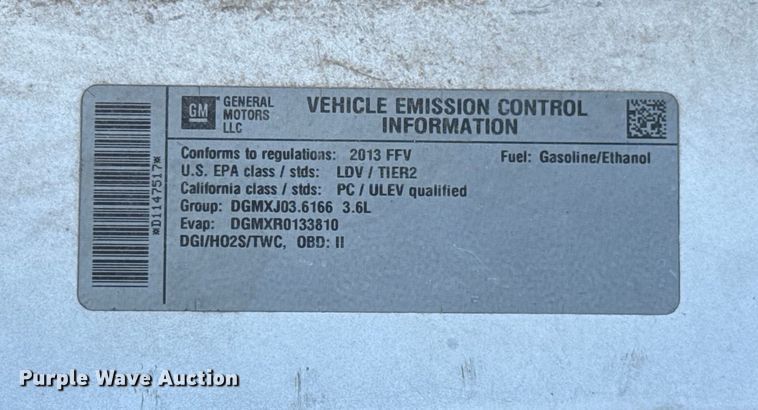 GM
GENERAL MOTORS LLC
VEHICLE EMISSION CONTROL INFORMATION
*D1147517*
Conforms to regulations: 2013 FFV
Fuel: Gasoline/Ethanol
U.S. EPA class / stds: LDV / TIER2
California class / stds: PC / ULEV qualified
Group: DGMXJ03.6166 3.6L
Evap: DGMXR0133810
DGI/HO2S/TWC, OBD: II
Purple Wave Auction